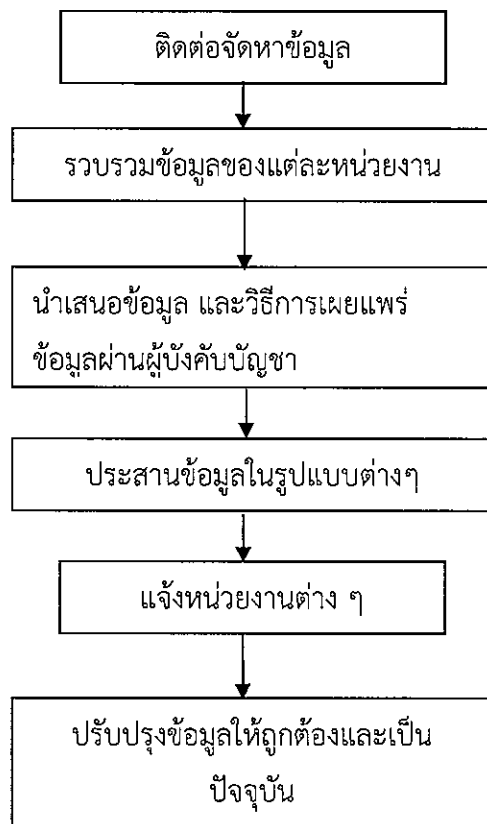 ติดต่อจัดหาข้อมูล
รวบรวมข้อมูลของแต่ละหน่วยงาน
นำเสนอข้อมูล และวิธีการเผยแพร่
ข้อมูลผ่านผู้บังคับบัญชา
ประสานข้อมูลในรูปแบบต่างๆ
แจ้งหน่วยงานต่าง ๆ
ปรับปรุงข้อมูลให้ถูกต้องและเป็น
ปัจจุบัน